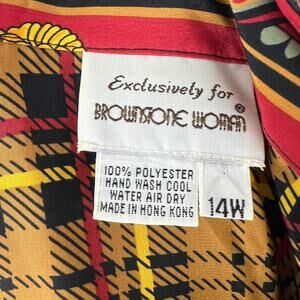 Exclusively for
BROWNSTONE WOMAN®
100% POLYESTER
HAND WASH COOL
WATER AIR DRY
MADE IN HONG KONG
14W